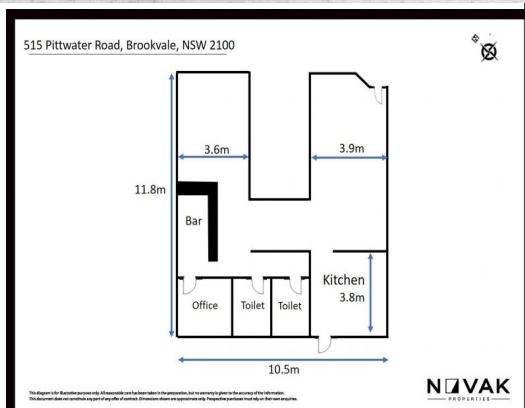 515 Pittwater Road, Brookvale, NSW 2100
3.6m
3.9m
11.8m
Bar
Kitchen
3.8m
Office
Toilet
Toilet
10.5m
This diagram is for illustrative purposes only. All reasonable care has been taken in the preparation, but no warranty is given to the accuracy of the information.
This document does not constitute any part of any offer of contract. Dimensions shown are approximate only. Prospective purchasers must rely on their own enquiries.
NOVAK
PROPERTIES